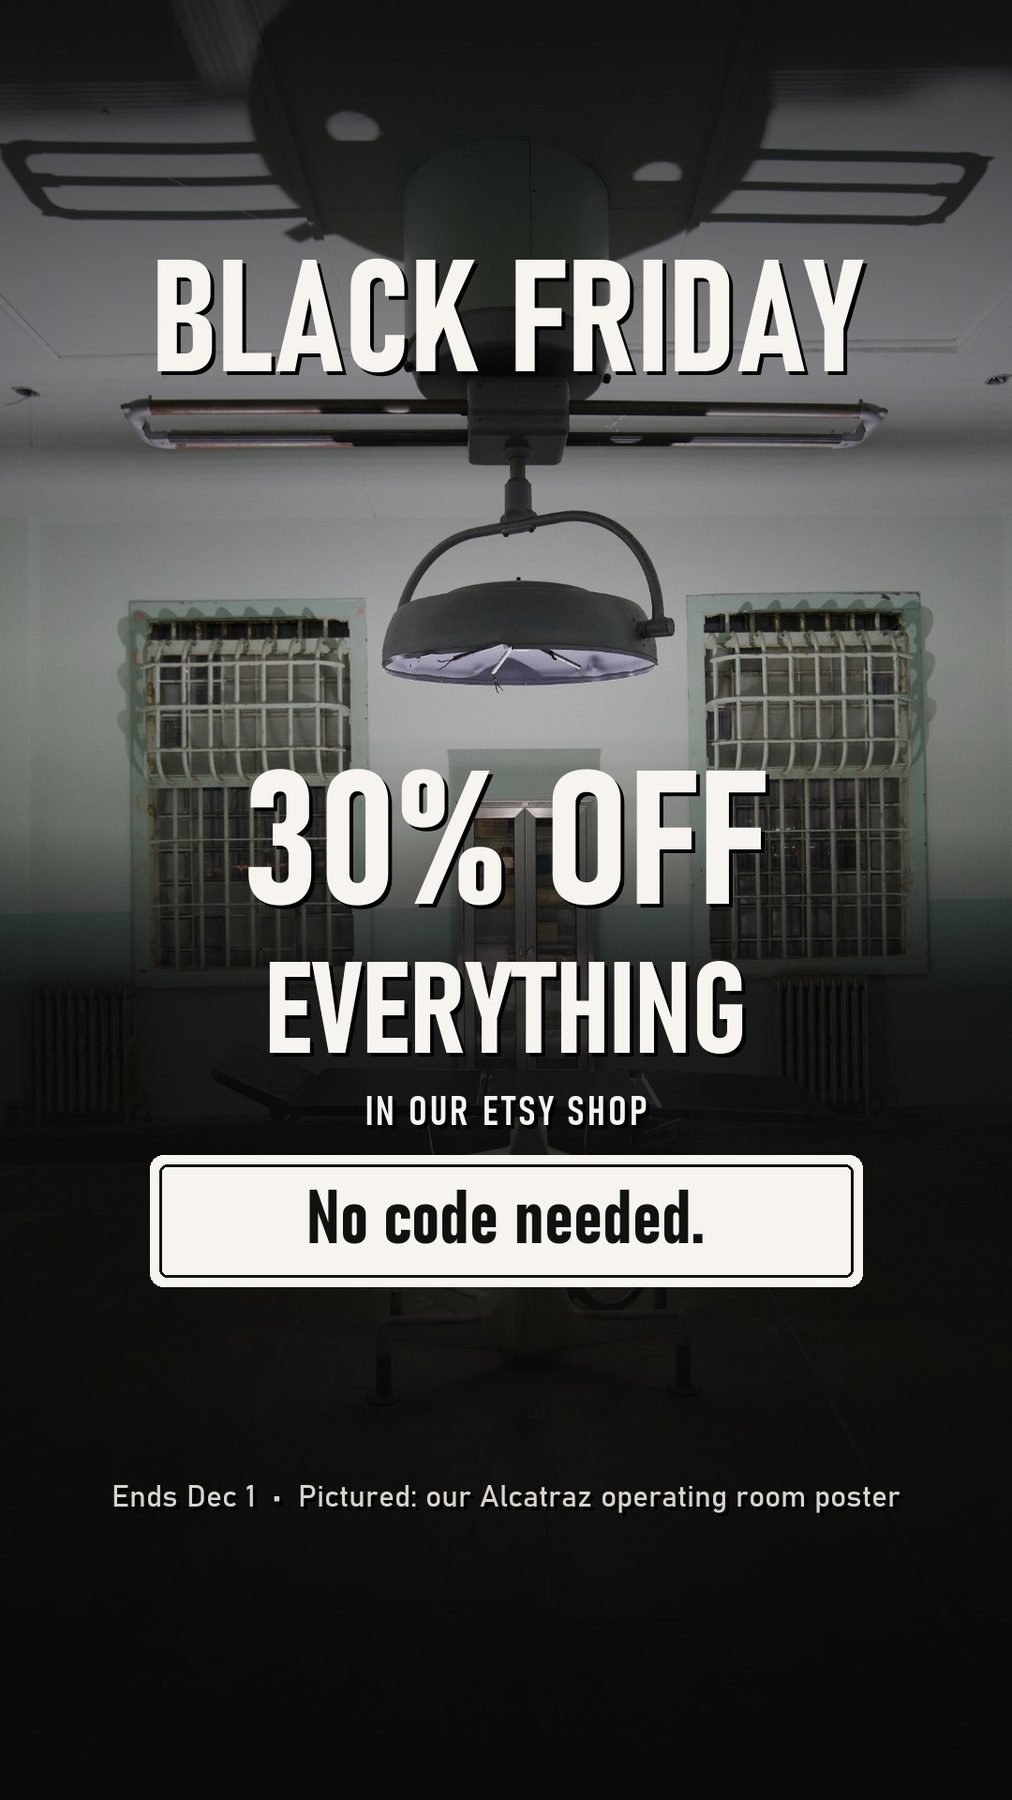 BLACK FRIDAY
30% OFF
EVERYTHING
IN OUR ETSY SHOP
No code needed.
Ends Dec 1 • Pictured: our Alcatraz operating room poster